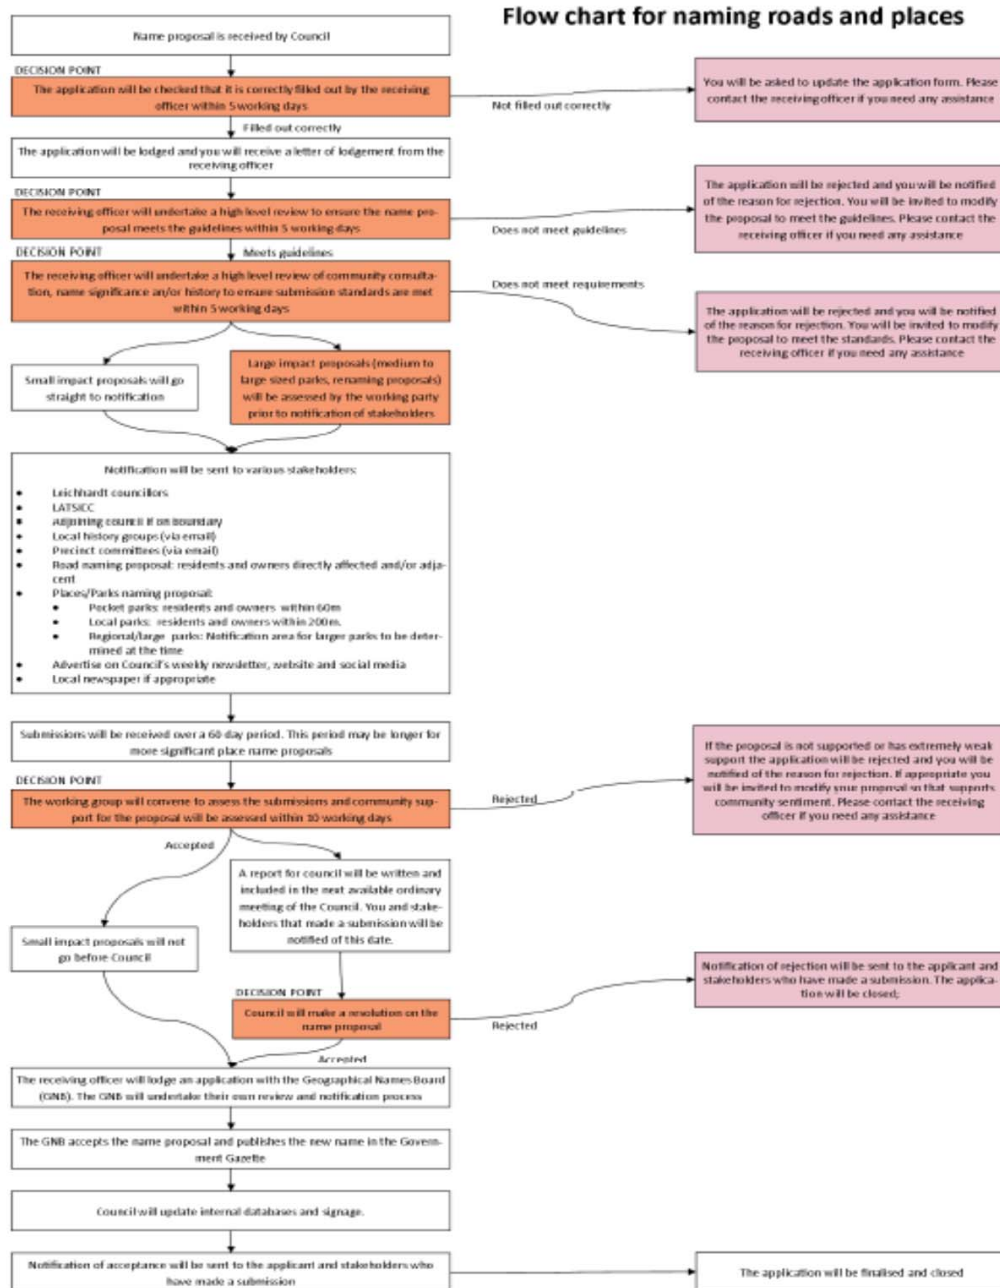 Flow chart for naming roads and places
Name proposal is received by Council
DECISION POINT
The application will be checked that it is correctly filled out by the receiving
officer within 5 working days
Not filled out correctly
You will be asked to update the application form. Please
contact the receiving officer if you need any assistance
Filled out correctly
The application will be lodged and you will receive a letter of lodgement from the
receiving officer
DECISION POINT
The receiving officer will undertake a high level review to ensure the name pro-
posal meets the guidelines within 5 working days
Does not meet guidelines
The application will be rejected and you will be notified
of the reason for rejection. You will be invited to modify
the proposal to meet the guidelines. Please contact the
receiving officer if you need any assistance
DECISION POINT
Meets guidelines
The receiving officer will undertake a high level review of community consulta-
tion, name significance an/or history to ensure submission standards are met
within 5 working days
Does not meet requirements
The application will be rejected and you will be notified
of the reason for rejection. You will be invited to modify
the proposal to meet the standards. Please contact the
receiving officer if you need any assistance
Small impact proposals will go
straight to notification
Large impact proposals (medium to
large sized parks, renaming proposals)
will be assessed by the working party
prior to notification of stakeholders
Notification will be sent to various stakeholders:
• Leichhardt councillors
• LATSICC
• Adjoining council if on boundary
• Local history groups (via email)
• Precinct committees (via email)
• Road naming proposal: residents and owners directly affected and/or adja-
cent
• Places/Parks naming proposal:
• Pocket parks: residents and owners within 60m
• Local parks: residents and owners within 200m.
• Regional/large parks: Notification area for larger parks to be deter-
mined at the time
• Advertise on Council's weekly newsletter, website and social media
• Local newspaper if appropriate
Submissions will be received over a 60 day period. This period may be longer for
more significant place name proposals
DECISION POINT
The working group will convene to assess the submissions and community sup-
port for the proposal will be assessed within 10 working days
Rejected
If the proposal is not supported or has extremely weak
support the application will be rejected and you will be
notified of the reason for rejection. If appropriate you
will be invited to modify your proposal so that supports
community sentiment. Please contact the receiving
officer if you need any assistance
Accepted
A report for council will be written and
included in the next available ordinary
meeting of the Council. You and stake-
holders that made a submission will be
notified of this date.
Small impact proposals will not
go before Council
DECISION POINT
Council will make a resolution on the
name proposal
Rejected
Notification of rejection will be sent to the applicant and
stakeholders who have made a submission. The applica-
tion will be closed;
Accepted
The receiving officer will lodge an application with the Geographical Names Board
(GNB). The GNB will undertake their own review and notification process
The GNB accepts the name proposal and publishes the new name in the Govern-
ment Gazette
Council will update internal databases and signage.
Notification of acceptance will be sent to the applicant and stakeholders who
have made a submission
The application will be finalised and closed